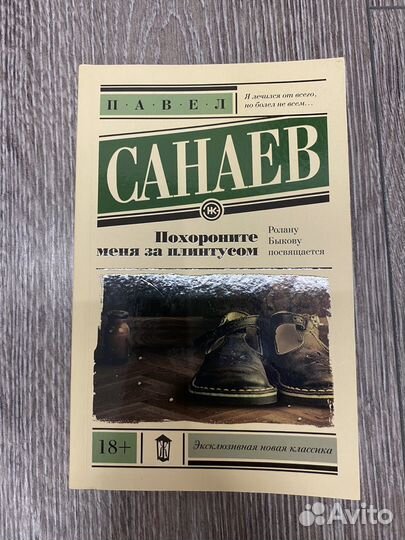 П·А·В·Е·Л
Я лечился от всего,
но болел не всем...
САНАЕВ
НК
Похороните
меня за плинтусом
Ролану
Быкову
посвящается
18+
Эксклюзивная новая классика
Avito